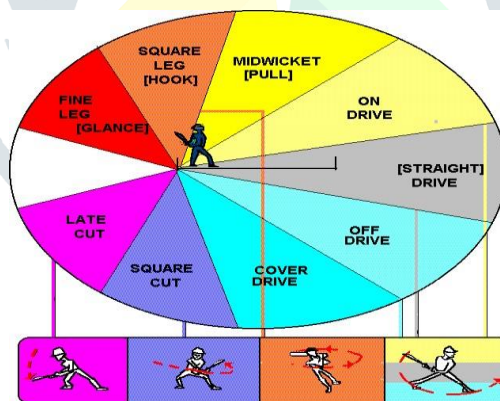 SQUARE
LEG
[HOOK]
MIDWICKET
[PULL]
FINE
LEG
[GLANCE]
ON
DRIVE
[STRAIGHT]
DRIVE
LATE
CUT
SQUARE
CUT
COVER
DRIVE
OFF
DRIVE